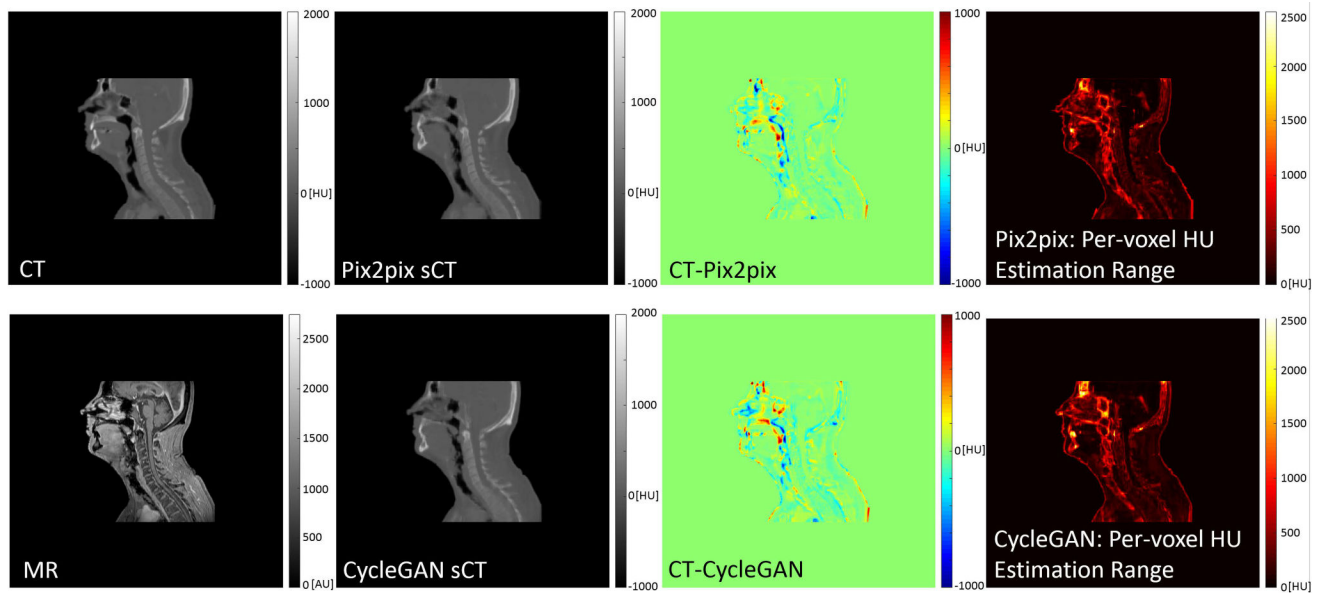 2000
1000
0 [HU]
-1000
CT
2000
1000
0 [HU]
-1000
Pix2pix sCT
1000
0 [HU]
-1000
CT-Pix2pix
2500
2000
1500
1000
500
0 [HU]
Pix2pix: Per-voxel HU
Estimation Range
2500
2000
1500
1000
500
0 [AU]
MR
2000
1000
0 [HU]
-1000
CycleGAN sCT
1000
0 [HU]
-1000
CT-CycleGAN
2500
2000
1500
1000
500
0 [HU]
CycleGAN: Per-voxel HU
Estimation Range